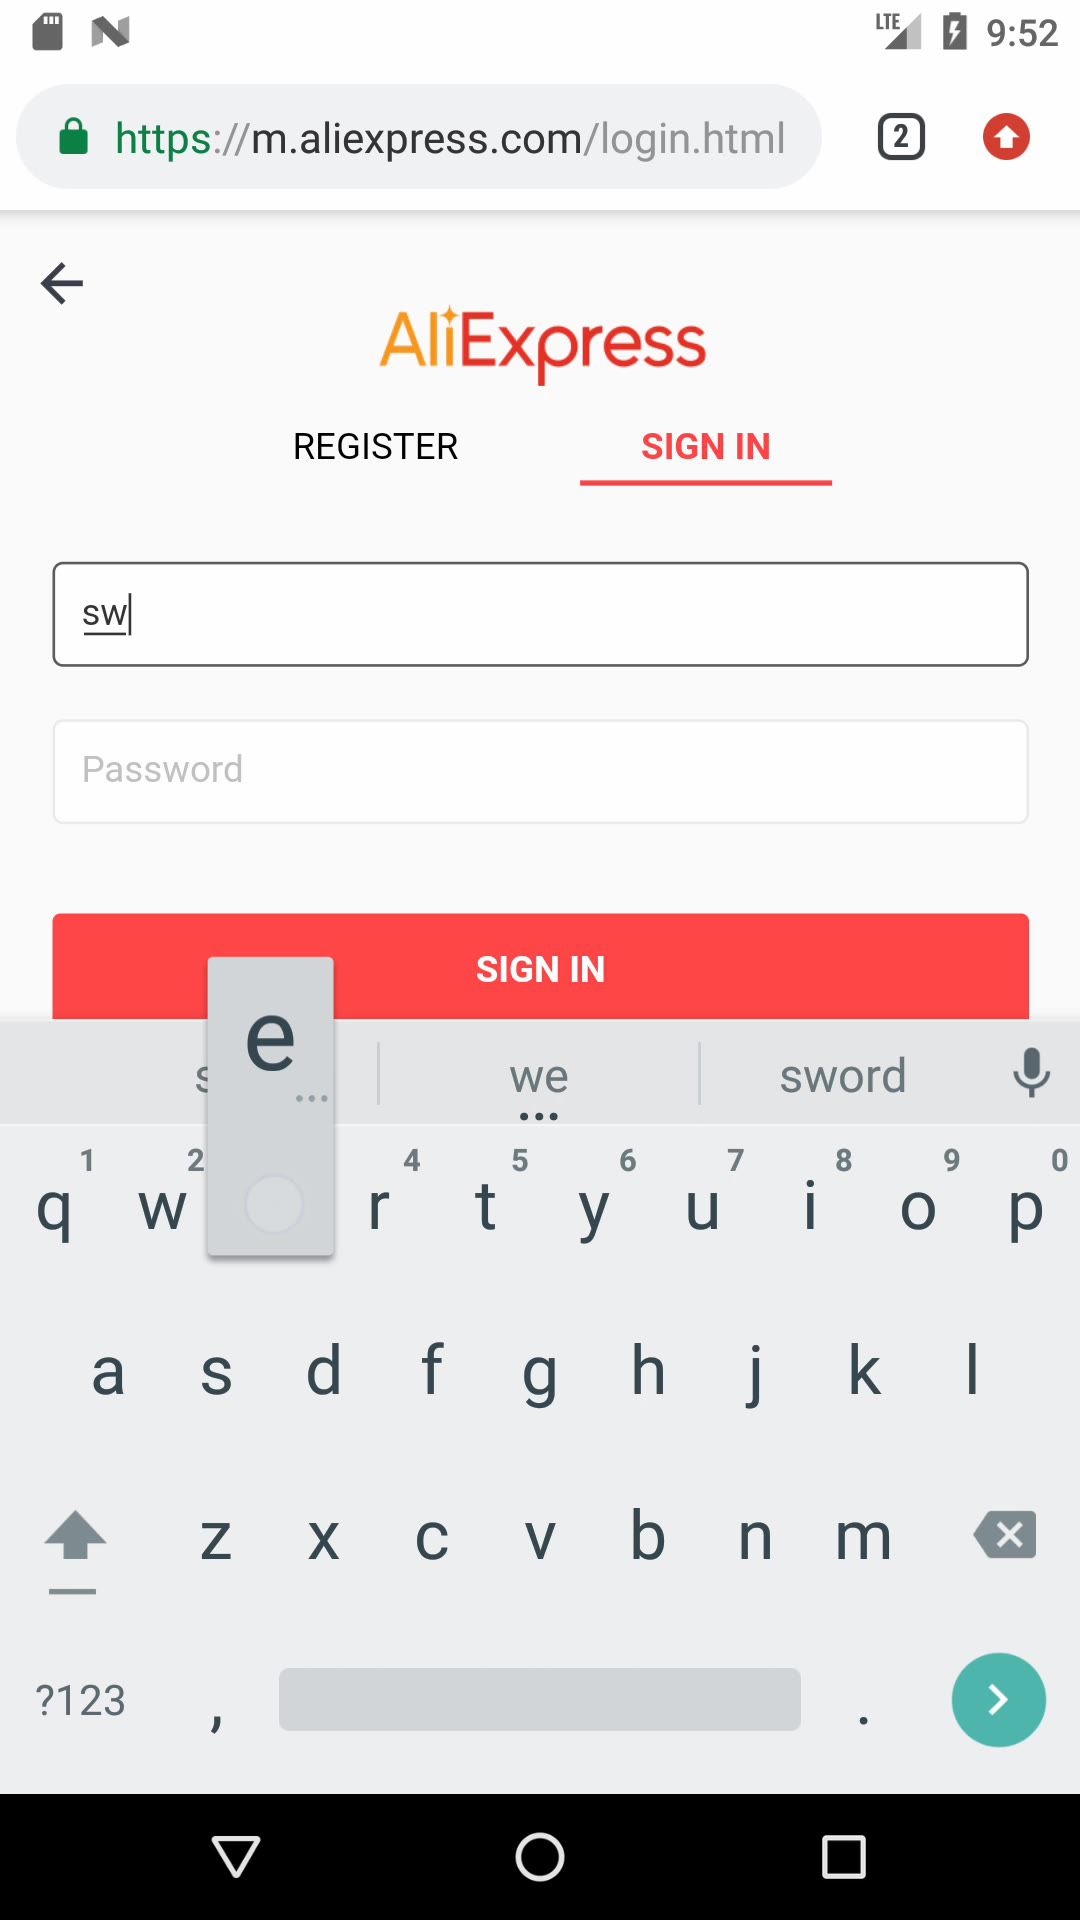 LTE 9:52
https://m.aliexpress.com/login.html 2
AliExpress
REGISTER SIGN IN
sw
Password
SIGN IN
e
we sword
1 2 4 5 6 7 8 9 0
q w r t y u i o p
a s d f g h j k l
z x c v b n m
?123 , .